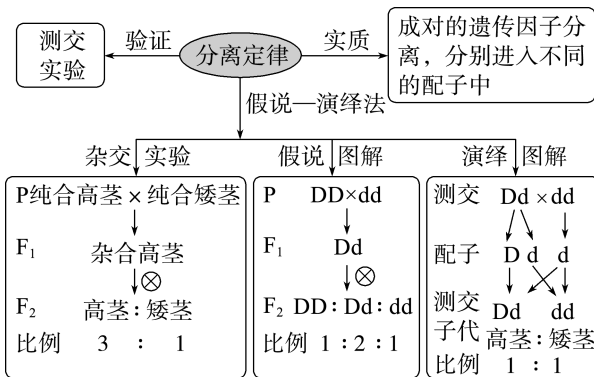 测交
实验
验证
分离定律
实质
成对的遗传因子分
离，分别进入不同
的配子中
假说—演绎法
杂交 实验
P纯合高茎×纯合矮茎
F₁ 杂合高茎
F₂ 高茎：矮茎
比例 3 : 1
假说 图解
P DD×dd
F₁ Dd
F₂ DD：Dd：dd
比例 1：2：1
演绎 图解
测交 Dd×dd
配子 D d d
测交
子代 Dd dd
高茎：矮茎
比例 1 : 1